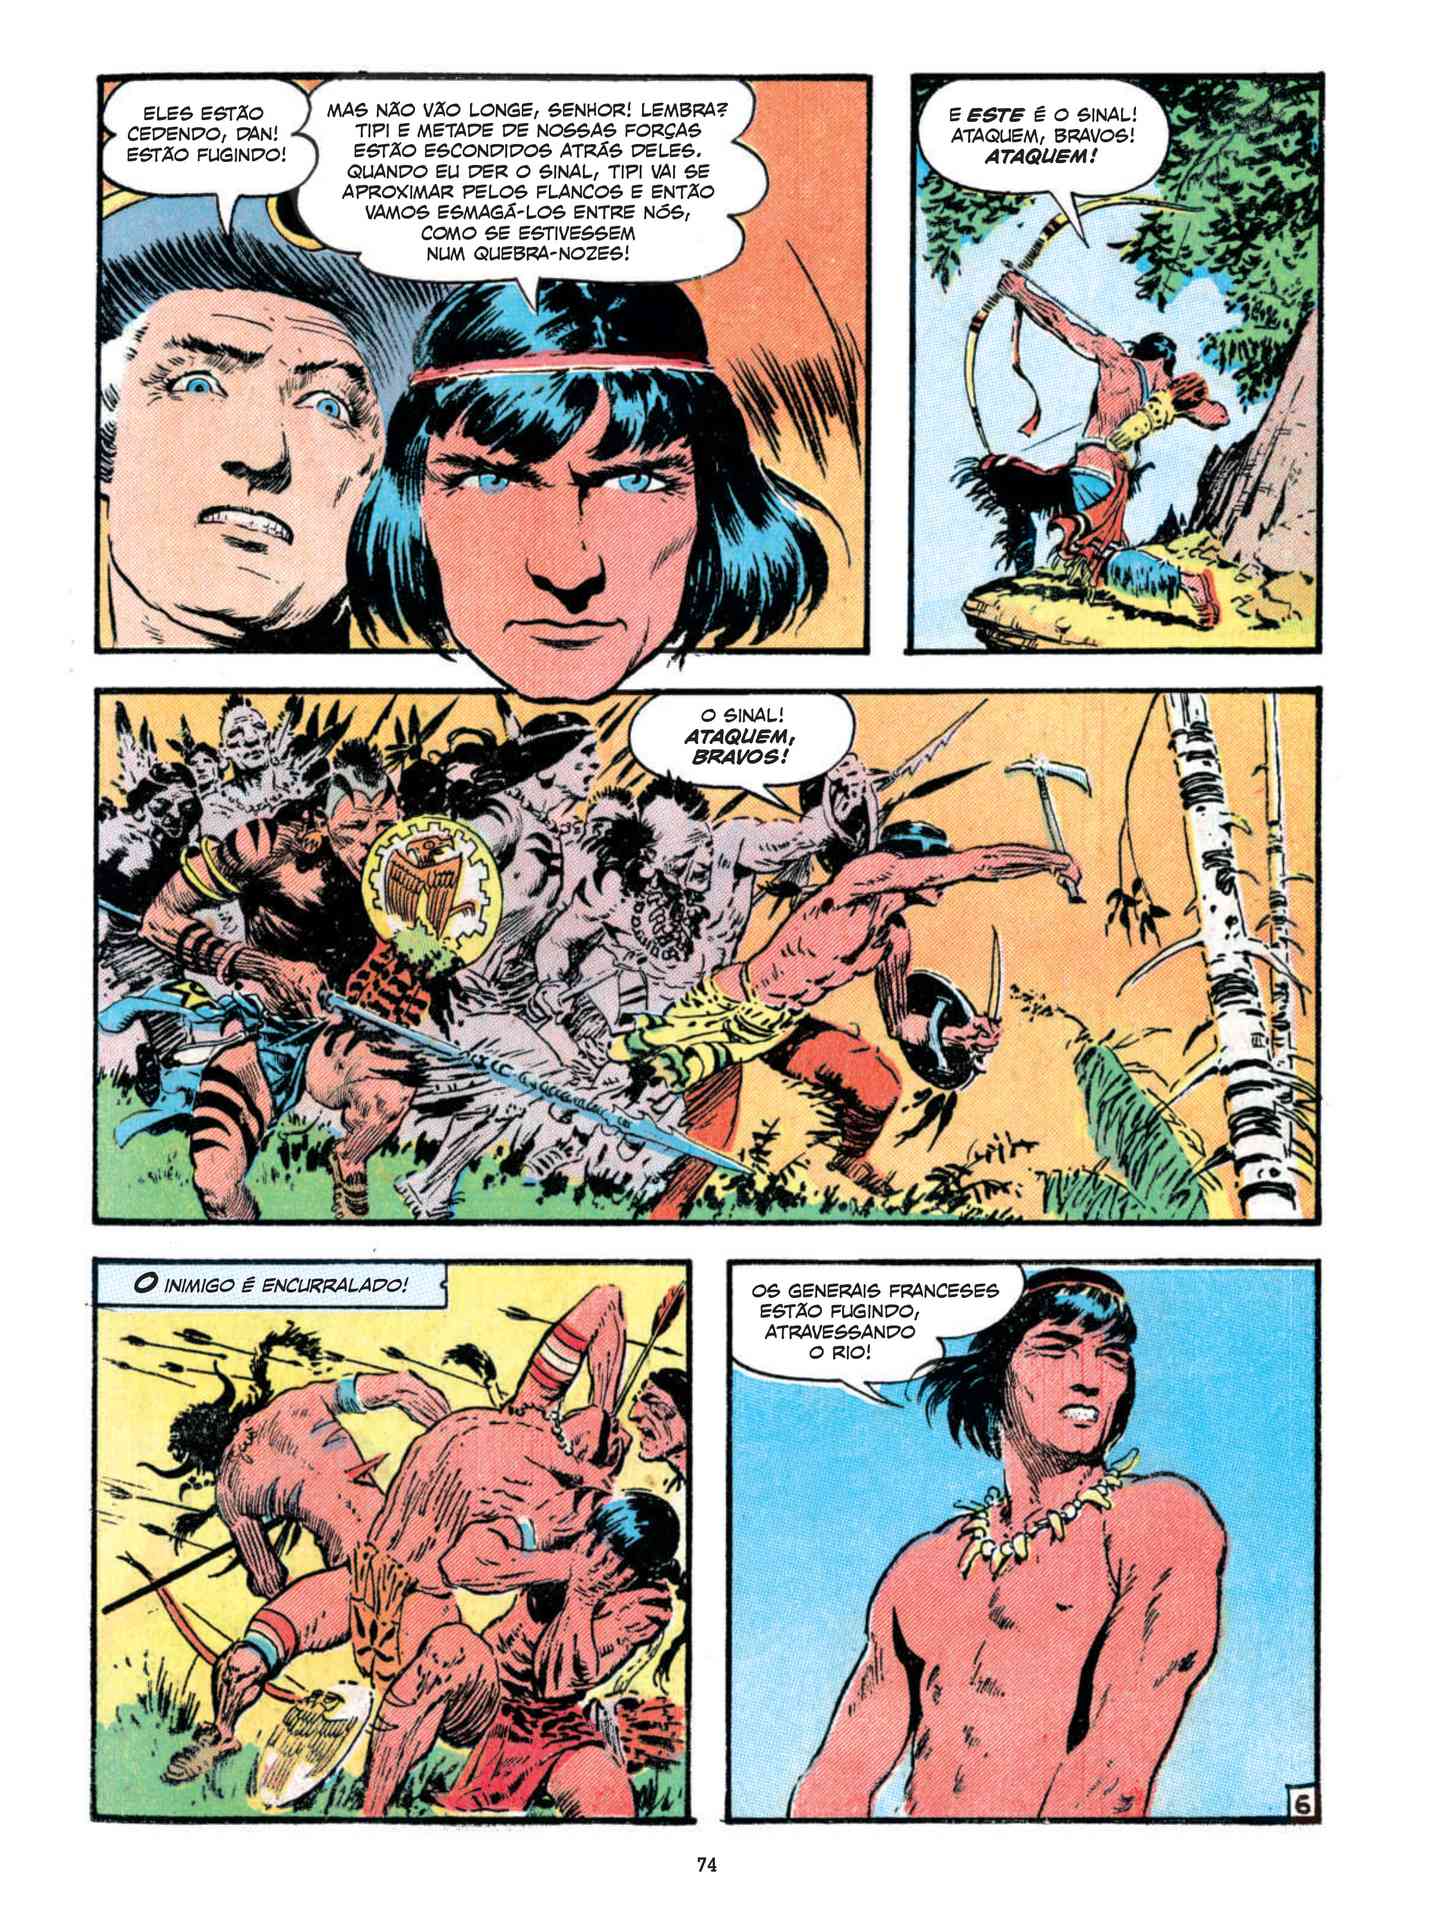 ELES ESTÃO
CEDENDO, DAN!
ESTÃO FUGINDO!
MAS NÃO VÃO LONGE, SENHOR! LEMBRA?
TIPI E METADE DE NOSSAS FORÇAS
ESTÃO ESCONDIDOS ATRÁS DELES.
QUANDO EU DER O SINAL, TIPI VAI SE
APROXIMAR PELOS FLANCOS E ENTÃO
VAMOS ESMAGÁ-LOS ENTRE NÓS,
COMO SE ESTIVESSEM
NUM QUEBRA-NOZES!
E ESTE É O SINAL!
ATAQUEM, BRAVOS!
ATAQUEM!
O SINAL!
ATAQUEM,
BRAVOS!
O INIMIGO É ENCURRALADO!
OS GENERAIS FRANCESES
ESTÃO FUGINDO,
ATRAVESSANDO
O RIO!
6
74